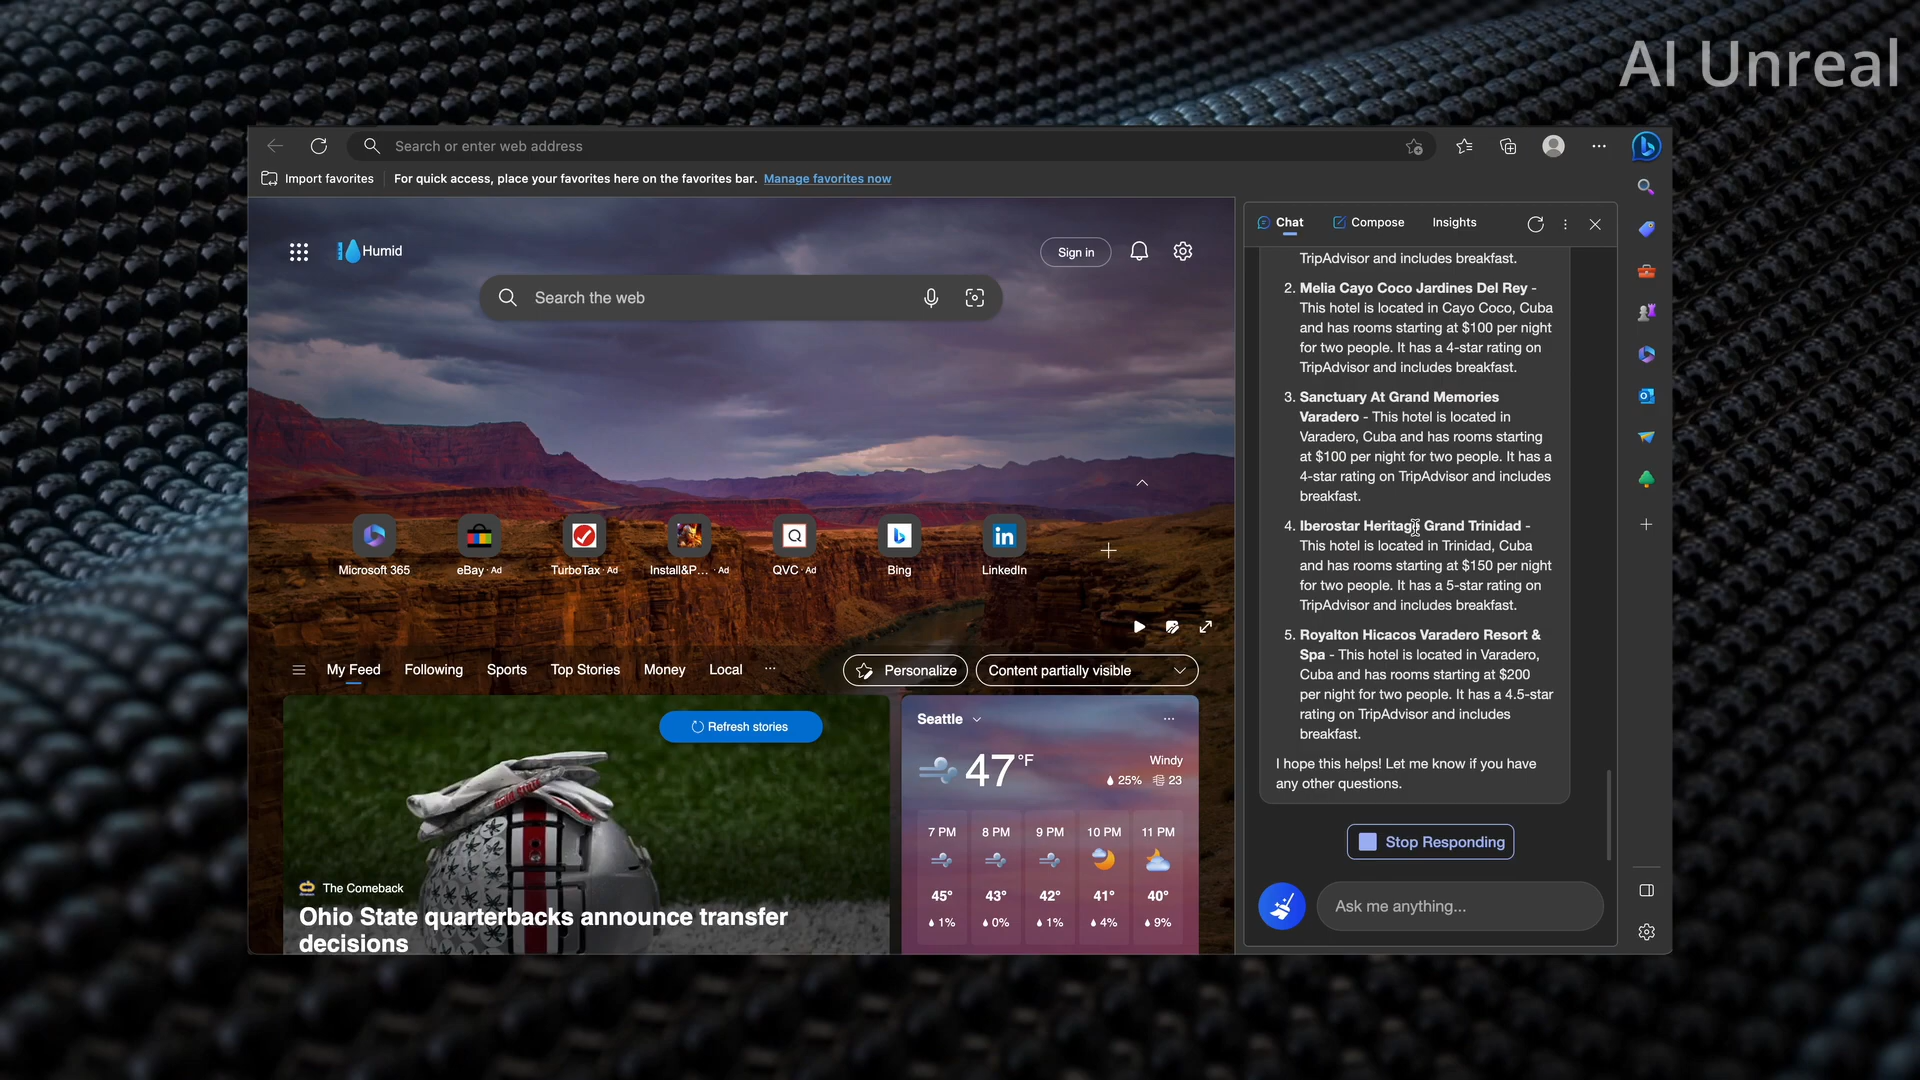 AI Unreal
Search or enter web address
Import favorites
For quick access, place your favorites here on the favorites bar. Manage favorites now
Humid
Sign in
Search the web
Microsoft 365
eBay · Ad
TurboTax · Ad
Install&P... · Ad
QVC · Ad
Bing
LinkedIn
My Feed
Following
Sports
Top Stories
Money
Local
Personalize
Content partially visible
Refresh stories
The Comeback
Ohio State quarterbacks announce transfer
decisions
Seattle
47 °F
Windy
25% 23
7 PM 8 PM 9 PM 10 PM 11 PM
45° 43° 42° 41° 40°
1% 0% 1% 4% 9%
Chat
Compose
Insights
TripAdvisor and includes breakfast.
2. Melia Cayo Coco Jardines Del Rey -
This hotel is located in Cayo Coco, Cuba
and has rooms starting at $100 per night
for two people. It has a 4-star rating on
TripAdvisor and includes breakfast.
3. Sanctuary At Grand Memories
Varadero - This hotel is located in
Varadero, Cuba and has rooms starting
at $100 per night for two people. It has a
4-star rating on TripAdvisor and includes
breakfast.
4. Iberostar Heritage Grand Trinidad -
This hotel is located in Trinidad, Cuba
and has rooms starting at $150 per night
for two people. It has a 5-star rating on
TripAdvisor and includes breakfast.
5. Royalton Hicacos Varadero Resort &
Spa - This hotel is located in Varadero,
Cuba and has rooms starting at $200
per night for two people. It has a 4.5-star
rating on TripAdvisor and includes
breakfast.
I hope this helps! Let me know if you have
any other questions.
Stop Responding
Ask me anything...